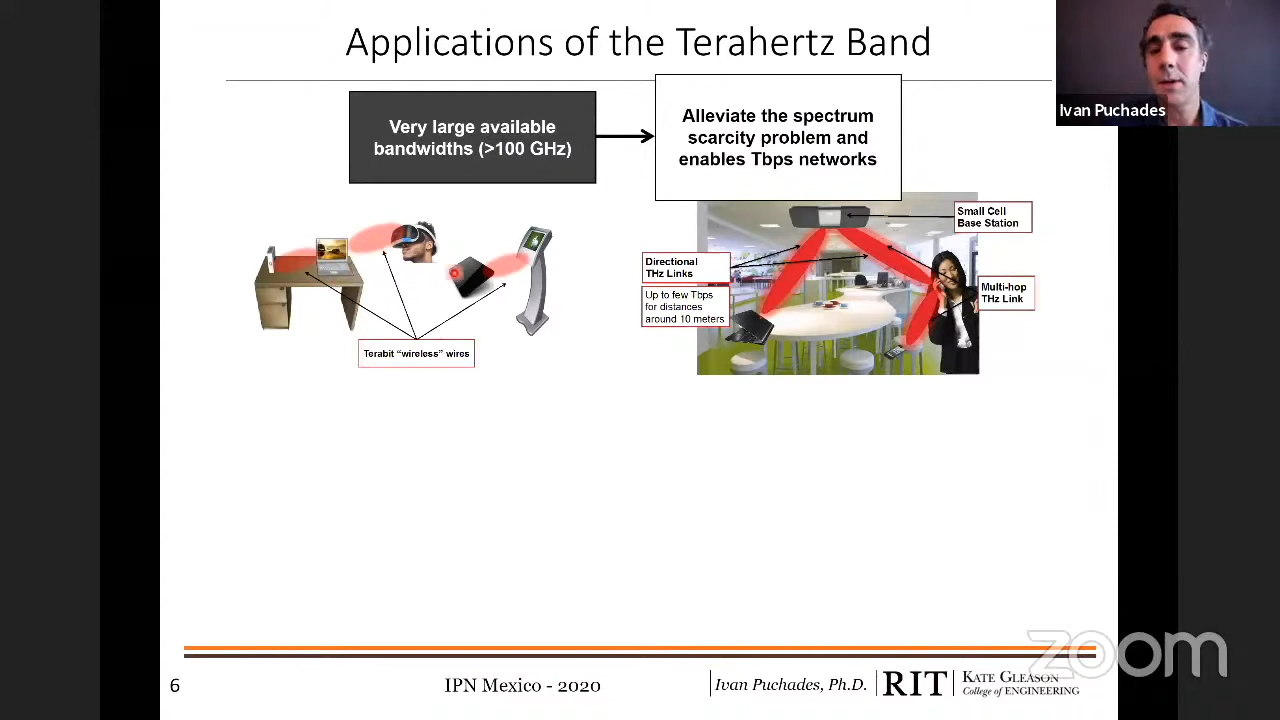 Applications of the Terahertz Band
Ivan Puchades
Very large available
bandwidths (>100 GHz)
Alleviate the spectrum
scarcity problem and
enables Tbps networks
Terabit “wireless” wires
Small Cell
Base Station
Directional
THz Links
Up to few Tbps
for distances
around 10 meters
Multi-hop
THz Link
zoom
6
IPN Mexico - 2020
Ivan Puchades, Ph.D.
RIT
KATE GLEASON
College of ENGINEERING